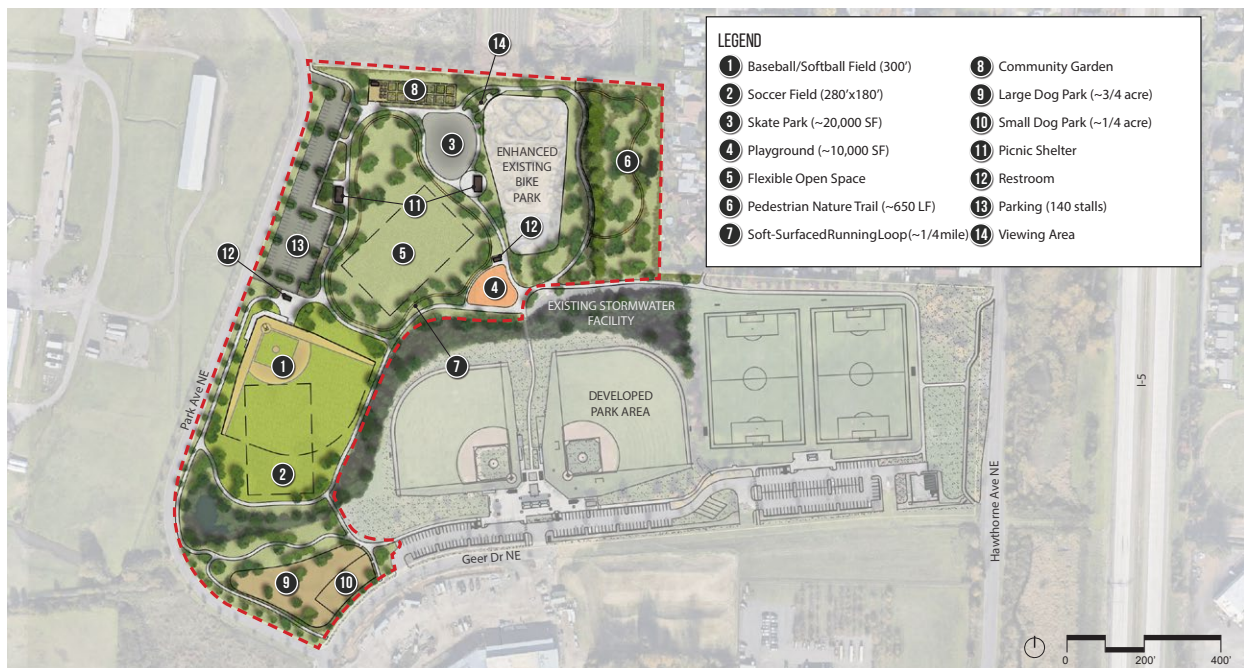 LEGEND
1 Baseball/Softball Field (300')
2 Soccer Field (280'x180')
3 Skate Park (~20,000 SF)
4 Playground (~10,000 SF)
5 Flexible Open Space
6 Pedestrian Nature Trail (~650 LF)
7 Soft-Surfaced Running Loop (~1/4 mile)
8 Community Garden
9 Large Dog Park (~3/4 acre)
10 Small Dog Park (~1/4 acre)
11 Picnic Shelter
12 Restroom
13 Parking (140 stalls)
14 Viewing Area
14
8
3
ENHANCED
EXISTING
BIKE
PARK
6
11
12
13
5
12
4
EXISTING STORMWATER
FACILITY
1
7
DEVELOPED
PARK AREA
Park Ave NE
I-5
2
Hawthorne Ave NE
Geer Dr NE
9
10
0
200'
400'